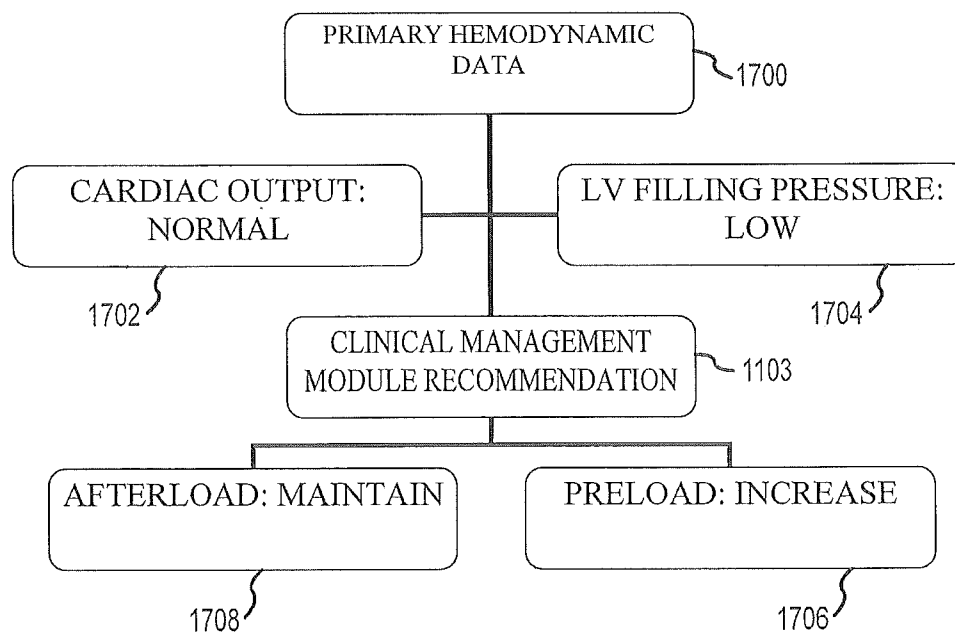 PRIMARY HEMODYNAMIC
DATA
1700
CARDIAC OUTPUT:
NORMAL
1702
LV FILLING PRESSURE:
LOW
1704
CLINICAL MANAGEMENT
MODULE RECOMMENDATION
1103
AFTERLOAD: MAINTAIN
1708
PRELOAD: INCREASE
1706